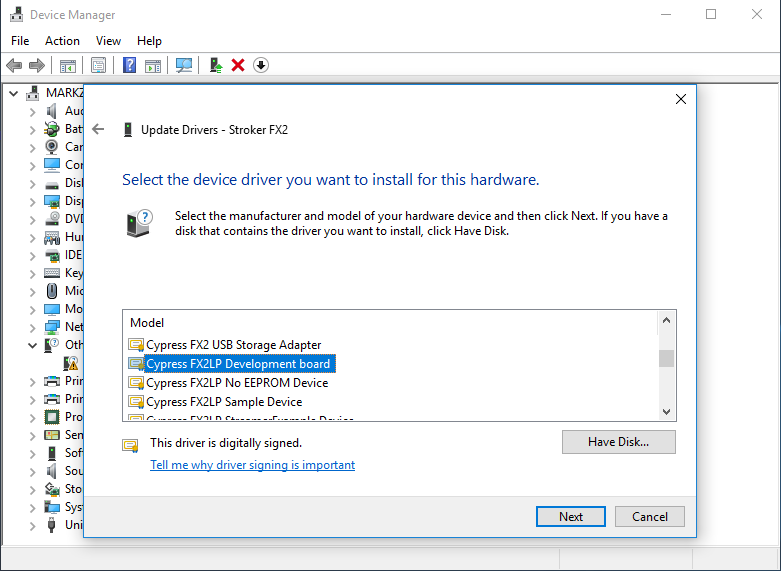 Device Manager
File Action View Help
MARKZ
Update Drivers - Stroker FX2
Select the device driver you want to install for this hardware.
Select the manufacturer and model of your hardware device and then click Next. If you have a
disk that contains the driver you want to install, click Have Disk.
Model
Cypress FX2 USB Storage Adapter
Cypress FX2LP Development board
Cypress FX2LP No EEPROM Device
Cypress FX2LP Sample Device
Cypress FX2LP StreamerExample Device
This driver is digitally signed.
Have Disk...
Tell me why driver signing is important
Next Cancel
Aud
Bat
Car
Cor
Disk
Disp
DVD
Hur
IDE
Key
Mic
Mo
Net
Oth
Prir
Prir
Pro
Sen
Sof
Sou
Sto
Sys
Uni